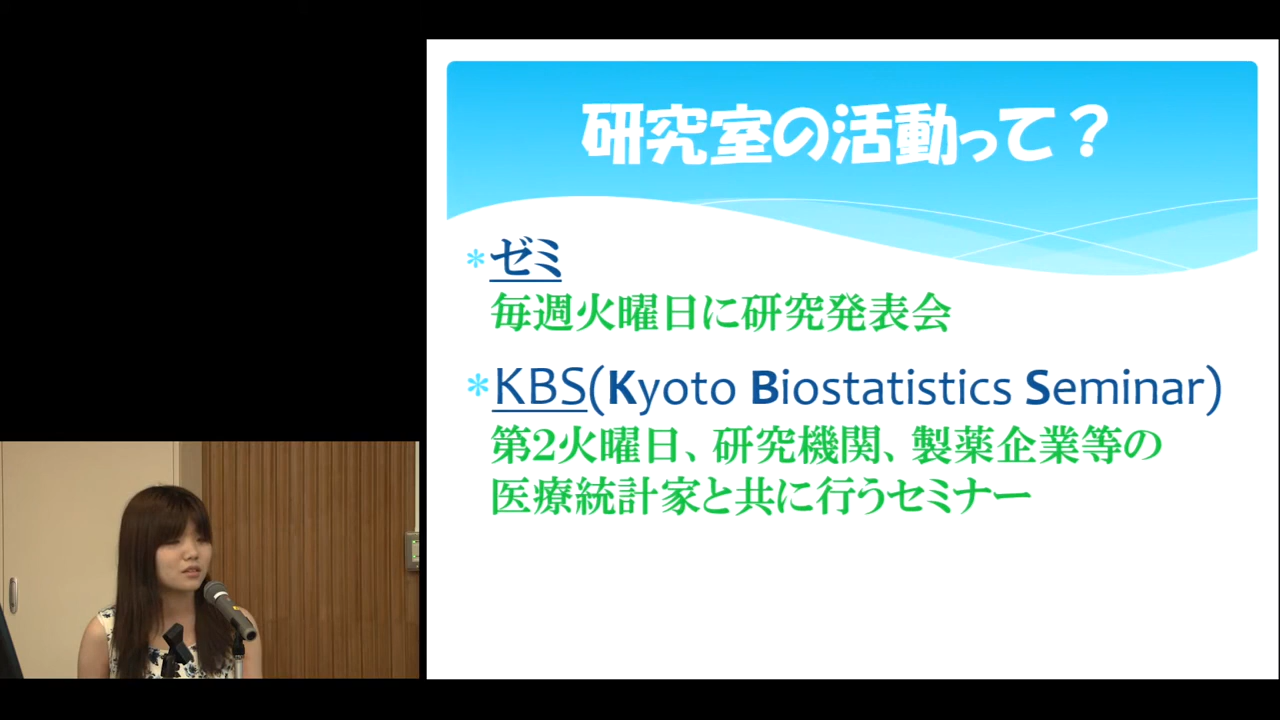 研究室の活動って？
*ゼミ
毎週火曜日に研究発表会
*KBS(Kyoto Biostatistics Seminar)
第2火曜日、研究機関、製薬企業等の
医療統計家と共に行うセミナー